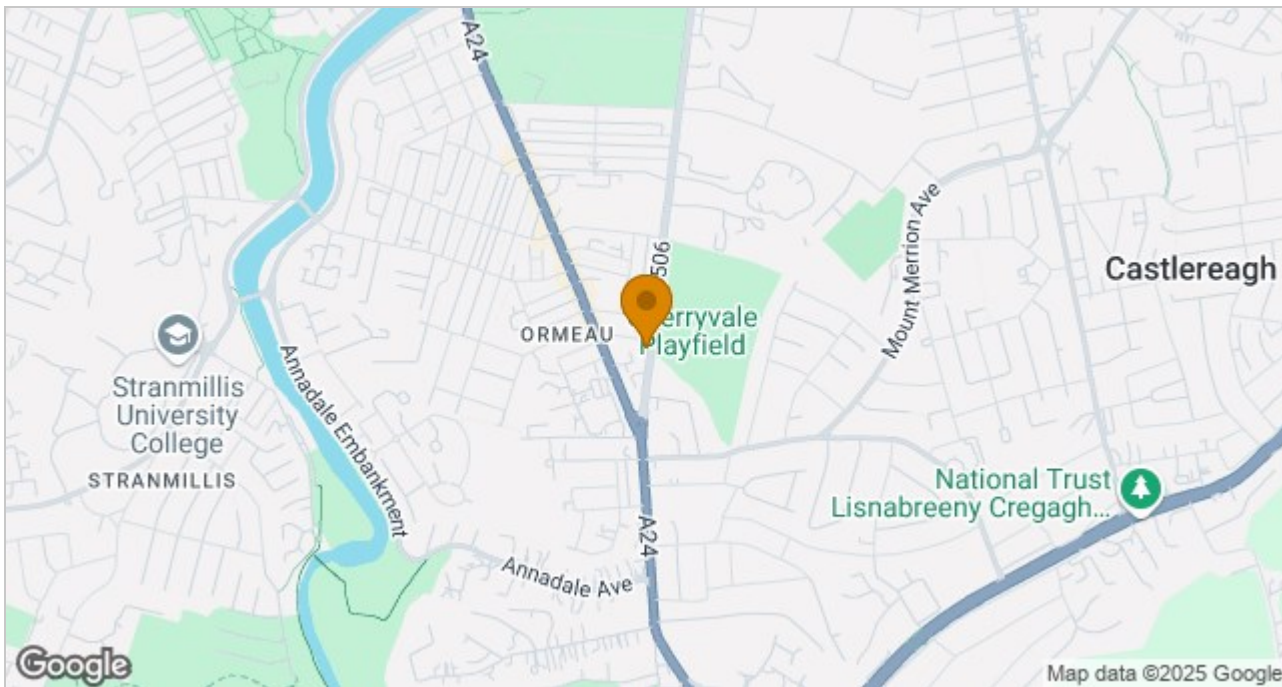 A24
506
Mount Merrion Ave
Castlereagh
ORMEAU
erryvale
Playfield
Stranmillis
University
College
STRANMILLIS
Annadale Embankment
National Trust
Lisnabreeny Cregagh...
A24
Annadale Ave
Google
Map data ©2025 Google